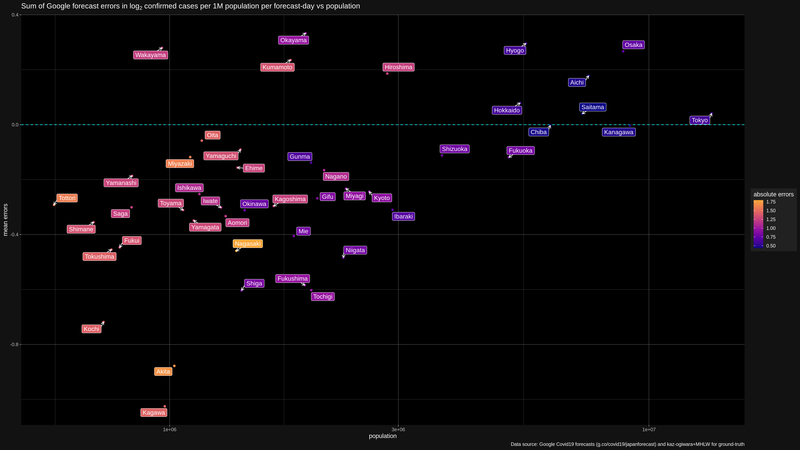 Sum of Google forecast errors in log2 confirmed cases per 1M population per forecast-day vs population
0.4
Okayama
Osaka
Hyogo
Wakayama
Kumamoto
Hiroshima
Aichi
Saitama
Hokkaido
Tokyo
0.0
Chiba
Kanagawa
Oita
Shizuoka
Fukuoka
Yamaguchi
Gunma
Miyazaki
Ehime
Nagano
Yamanashi
Ishikawa
absolute errors
Tottori
Toyama
Iwate
Okinawa
Kagoshima
Gifu
Miyagi
Kyoto
1.75
1.50
1.25
1.00
0.75
0.50
Saga
Ibaraki
mean errors
Shimane
Yamagata
Aomori
Mie
-0.4
Fukui
Nagasaki
Tokushima
Niigata
Shiga
Fukushima
Tochigi
Kochi
-0.8
Akita
Kagawa
1e+06
3e+06
1e+07
population
Data source: Google Covid19 forecasts (g.co/covid19/japanforecast) and kaz-ogiwara+MHLW for ground-truth